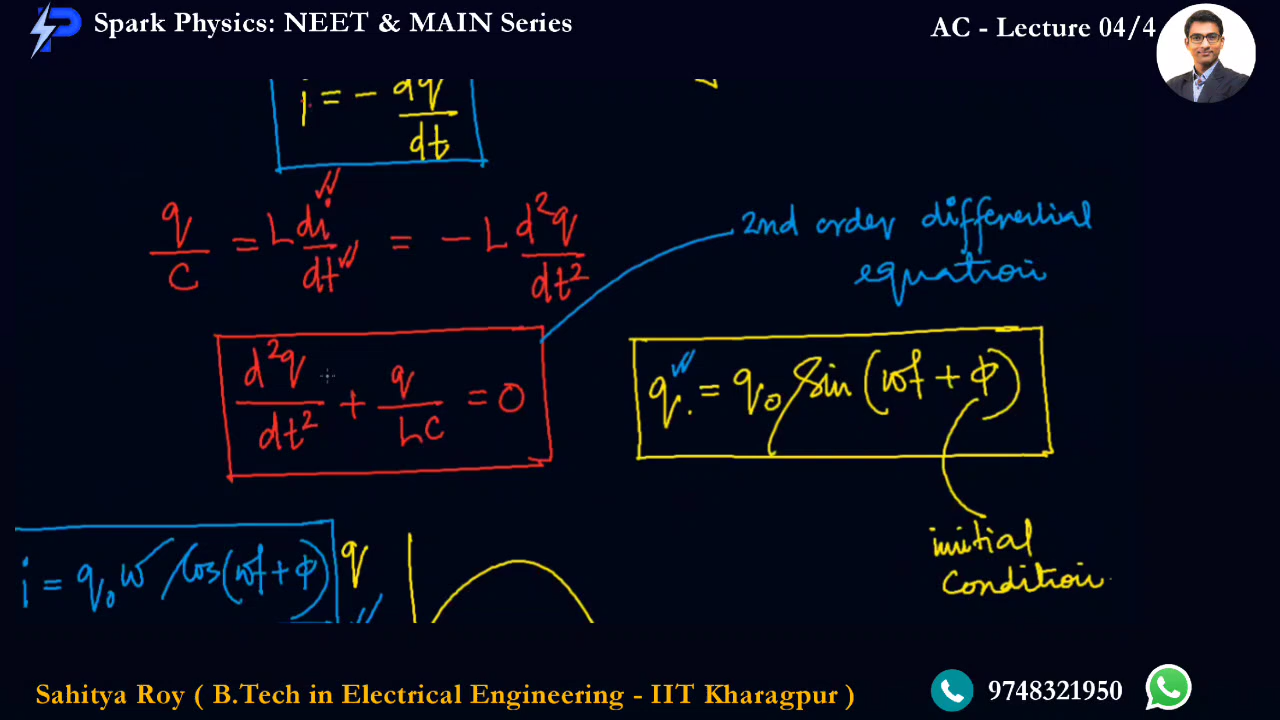 Spark Physics: NEET & MAIN Series
AC - Lecture 04/4
i = - dq/dt
q/C = L di/dt = - L d²q/dt²
2nd order differential
equation
d²q/dt² + q/LC = 0
q = q₀ sin (ωt + Φ)
initial
Condition
i = q₀ω cos(ωt + Φ)
q
Sahitya Roy ( B.Tech in Electrical Engineering - IIT Kharagpur )
9748321950